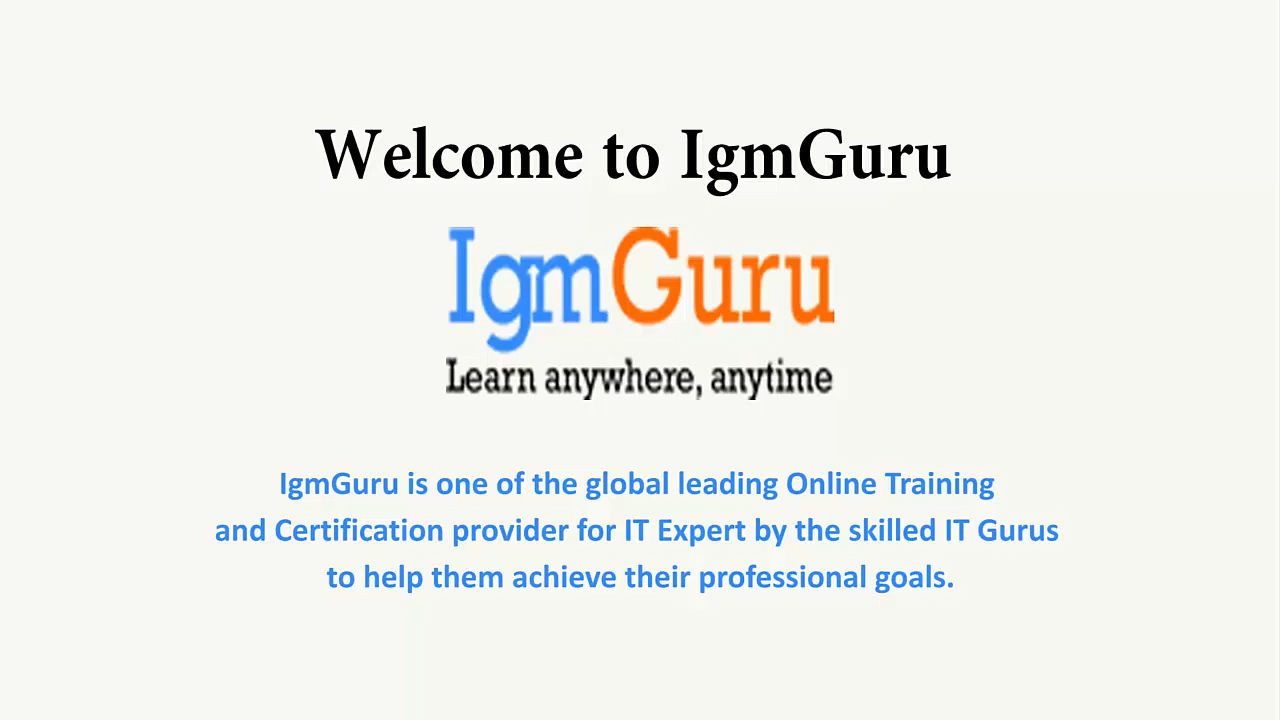 Welcome to IgmGuru
IgmGuru
Learn anywhere, anytime
IgmGuru is one of the global leading Online Training
and Certification provider for IT Expert by the skilled IT Gurus
to help them achieve their professional goals.